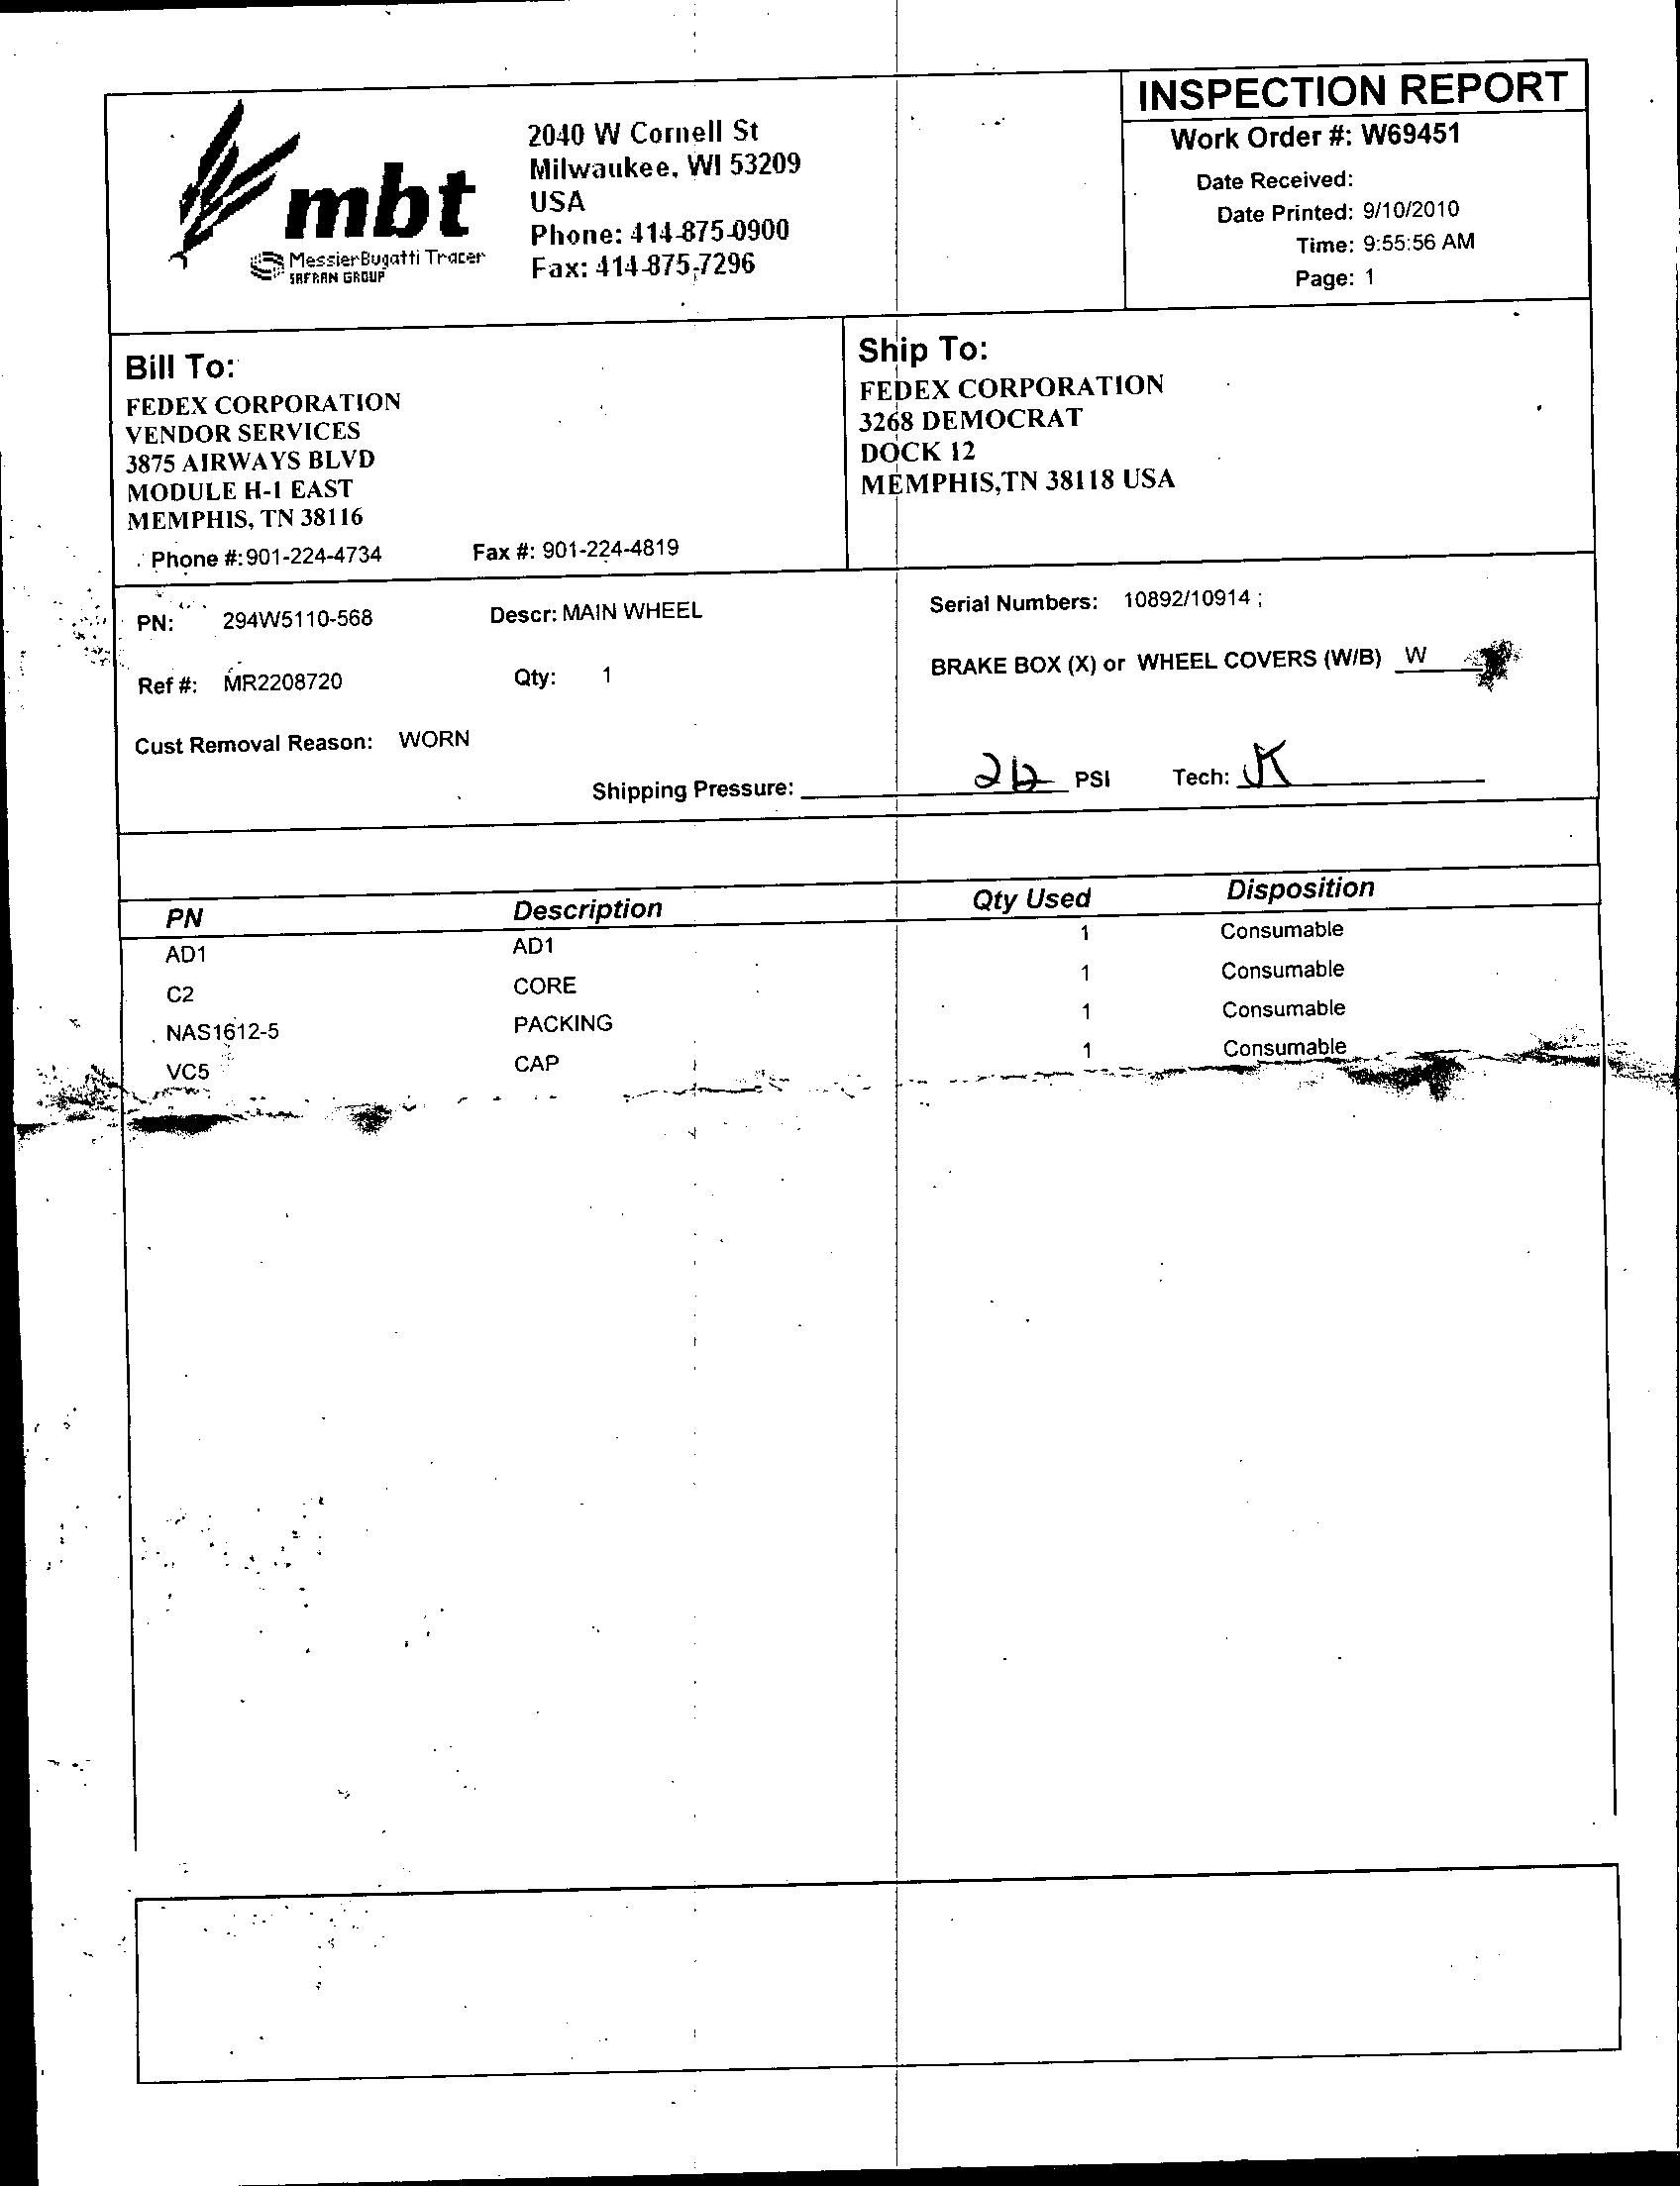 INSPECTION REPORT
Work Order #: W69451
Date Received:
Date Printed: 9/10/2010
Time: 9:55:56 AM
Page: 1
mbt
MessierBugatti Tracer
SAFRAN GROUP
2040 W Cornell St
Milwaukee, WI 53209
USA
Phone: 414-875-0900
Fax: 414-875-7296
Bill To:
FEDEX CORPORATION
VENDOR SERVICES
3875 AIRWAYS BLVD
MODULE H-1 EAST
MEMPHIS, TN 38116
Phone #: 901-224-4734 Fax #: 901-224-4819
Ship To:
FEDEX CORPORATION
3268 DEMOCRAT
DOCK 12
MEMPHIS,TN 38118 USA
PN: 294W5110-568 Descr: MAIN WHEEL Serial Numbers: 10892/10914 ;
Ref #: MR2208720 Qty: 1 BRAKE BOX (X) or WHEEL COVERS (W/B) W
Cust Removal Reason: WORN
Shipping Pressure: PSI Tech:
PN Description Qty Used Disposition
AD1 AD1 1 Consumable
C2 CORE 1 Consumable
NAS1612-5 PACKING 1 Consumable
VC5 CAP 1 Consumable